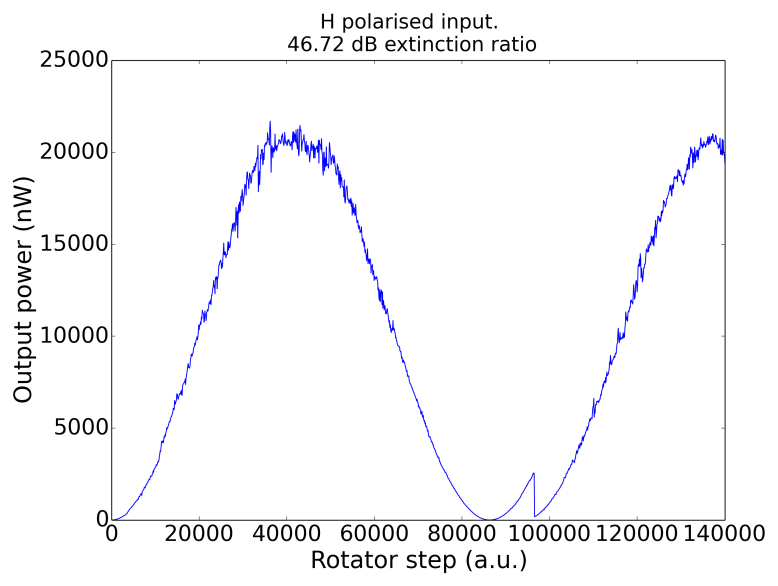 H polarised input.
46.72 dB extinction ratio
25000
20000
15000
10000
5000
0
Output power (nW)
0 20000 40000 60000 80000 100000 120000 140000
Rotator step (a.u.)